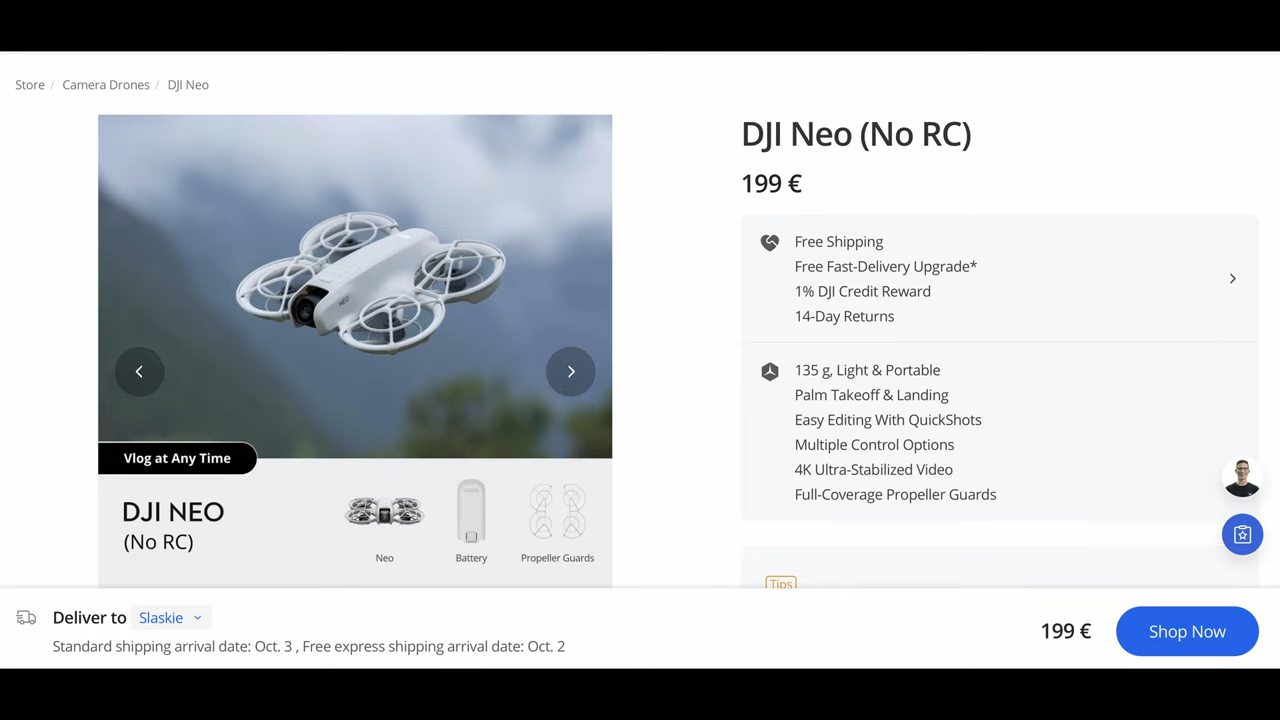 Store / Camera Drones / DJI Neo
DJI Neo (No RC)
199 €
Free Shipping
Free Fast-Delivery Upgrade*
1% DJI Credit Reward
14-Day Returns
135 g, Light & Portable
Palm Takeoff & Landing
Easy Editing With QuickShots
Multiple Control Options
4K Ultra-Stabilized Video
Full-Coverage Propeller Guards
Tips
NEO
Vlog at Any Time
DJI NEO
(No RC)
Neo
Battery
Propeller Guards
Deliver to Slaskie
Standard shipping arrival date: Oct. 3 , Free express shipping arrival date: Oct. 2
199 €
Shop Now